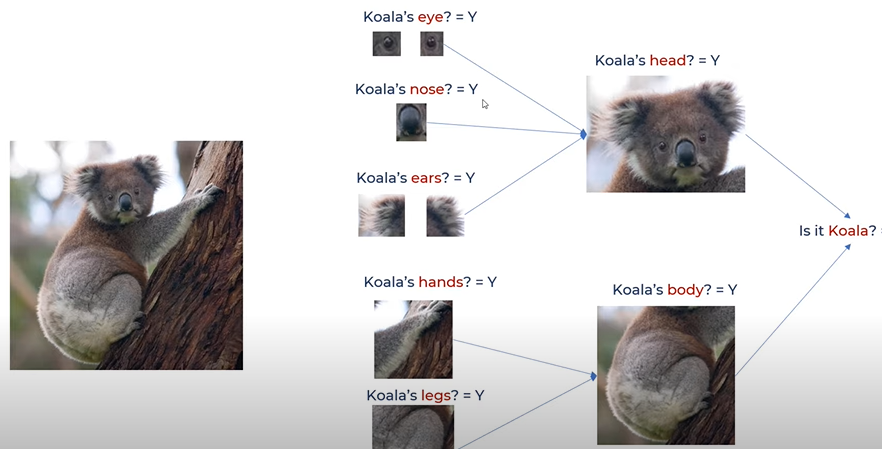 Koala's eye? = Y
Koala's nose? = Y
Koala's ears? = Y
Koala's head? = Y
Koala's hands? = Y
Koala's legs? = Y
Koala's body? = Y
Is it Koala? =